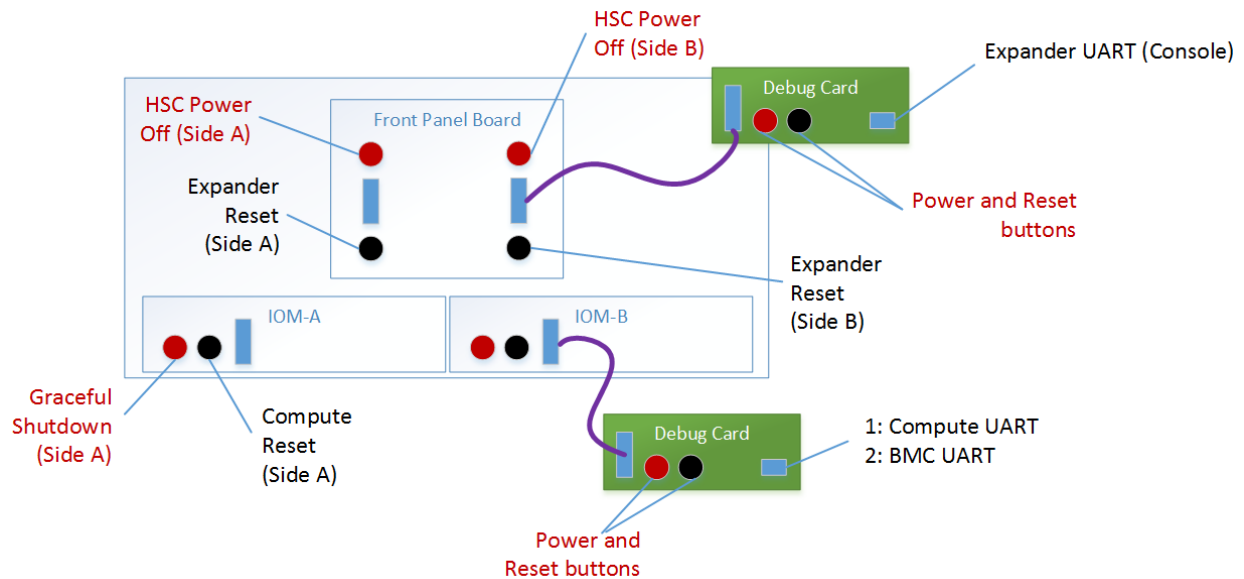 HSC Power
Off (Side B)
Expander UART (Console)
Debug Card
HSC Power
Off (Side A)
Front Panel Board
Expander
Reset
(Side A)
Power and Reset
buttons
Expander
Reset
(Side B)
IOM-A
IOM-B
Graceful
Shutdown
(Side A)
Compute
Reset
(Side A)
Debug Card
1: Compute UART
2: BMC UART
Power and
Reset buttons